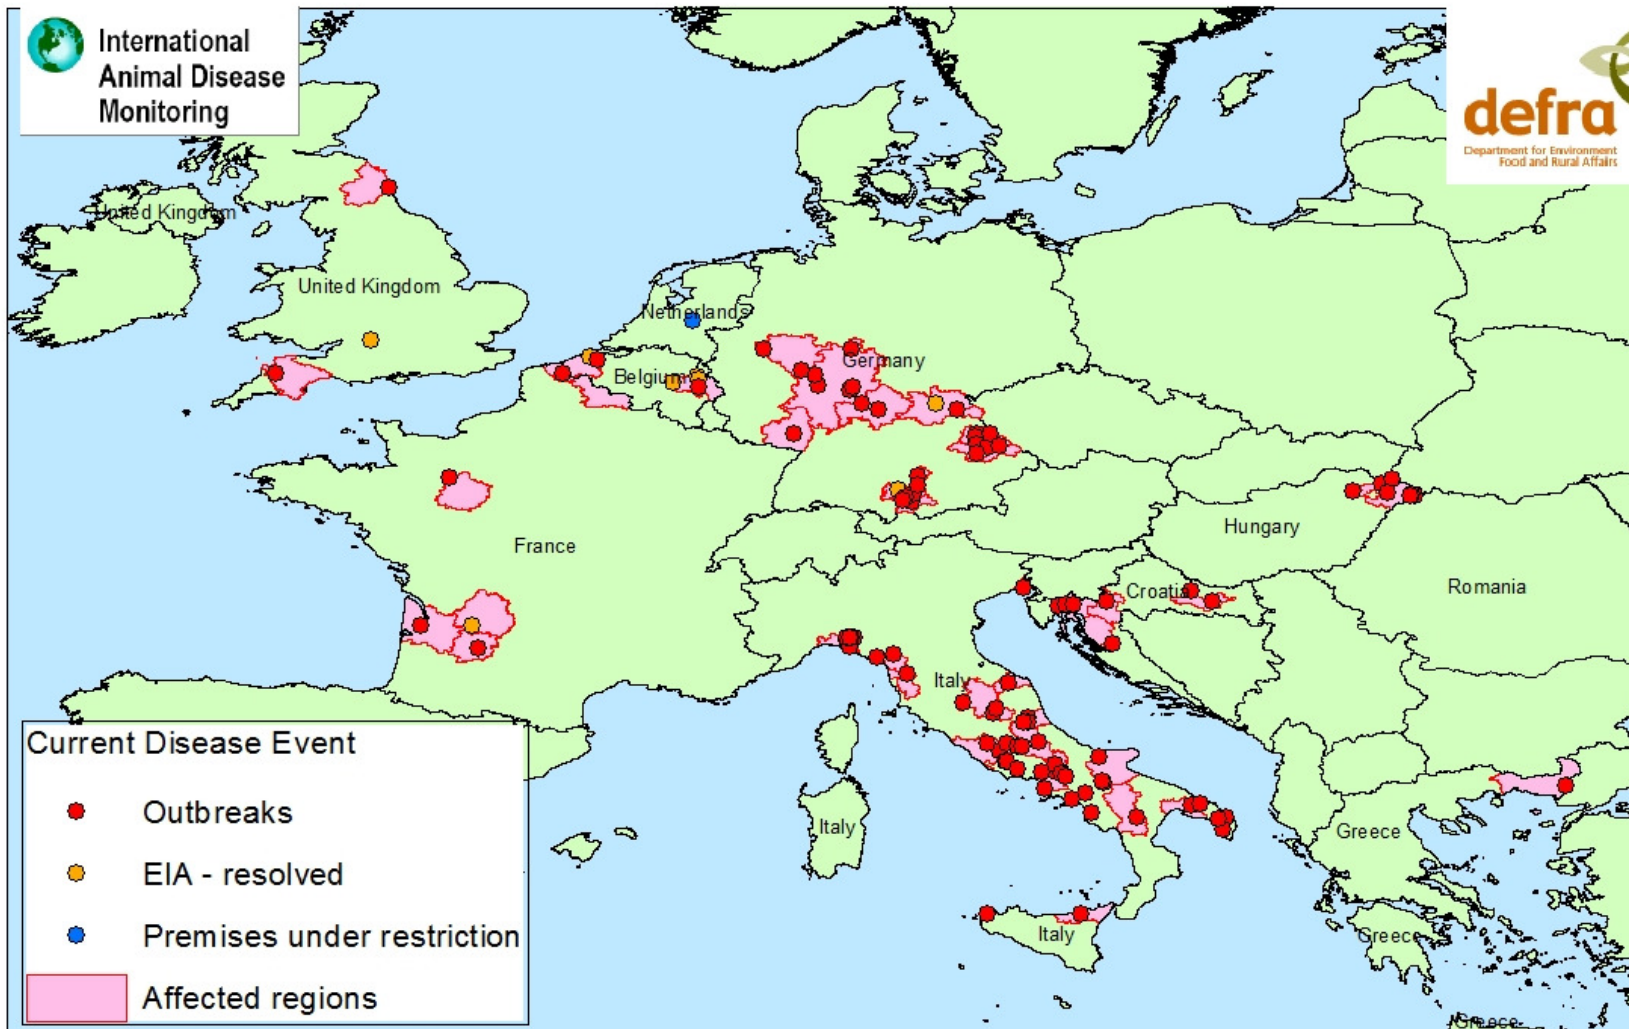 International
Animal Disease
Monitoring
defra
Department for Environment
Food and Rural Affairs
United Kingdom
United Kingdom
Netherlands
Germany
Belgium
France
Hungary
Croatia
Romania
Italy
Italy
Italy
Greece
Greece
Greece
Current Disease Event
Outbreaks
EIA - resolved
Premises under restriction
Affected regions